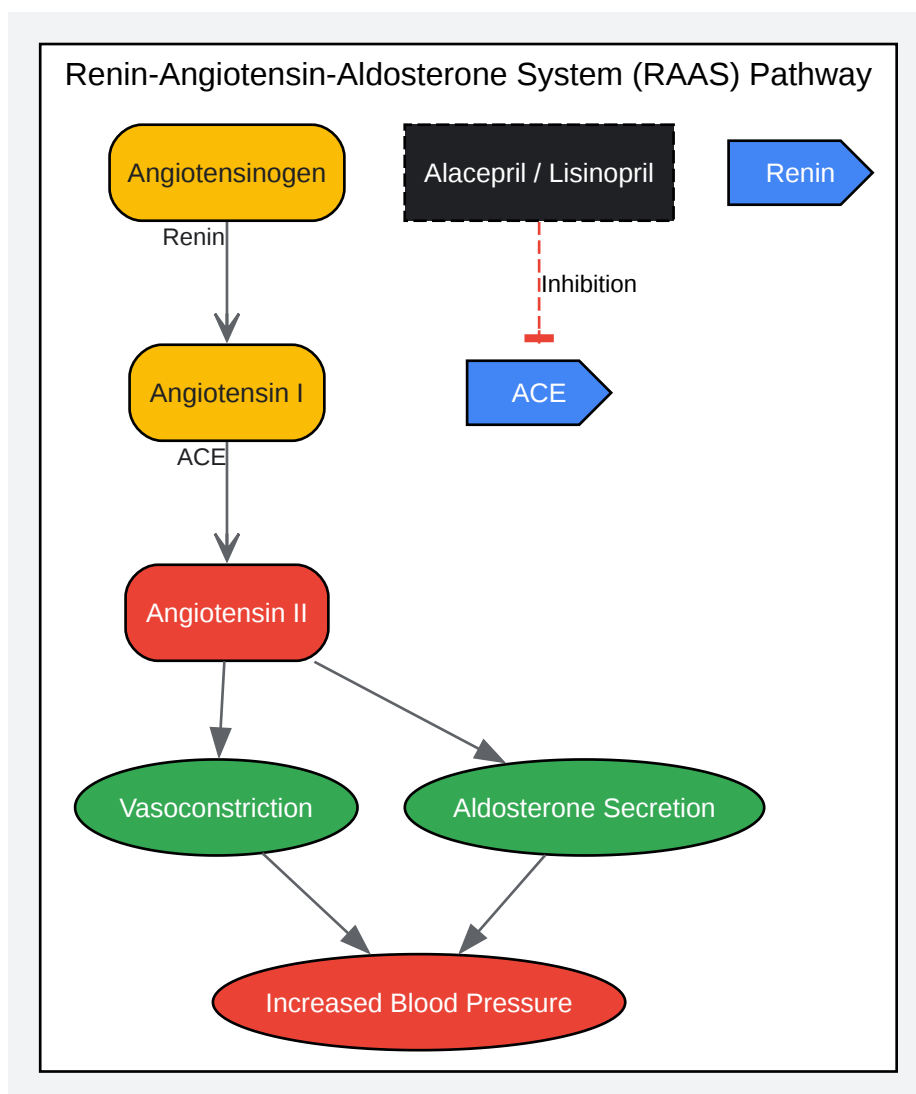 Renin-Angiotensin-Aldosterone System (RAAS) Pathway
Angiotensinogen
Alacepril / Lisinopril
Renin
Renin
Inhibition
Angiotensin I
ACE
ACE
Angiotensin II
Vasoconstriction
Aldosterone Secretion
Increased Blood Pressure